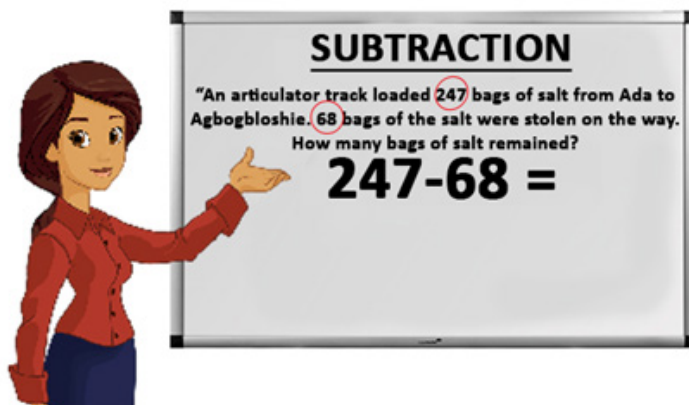 SUBTRACTION
“An articulator track loaded 247 bags of salt from Ada to
Agbogbloshie. 68 bags of the salt were stolen on the way.
How many bags of salt remained?
247-68 =